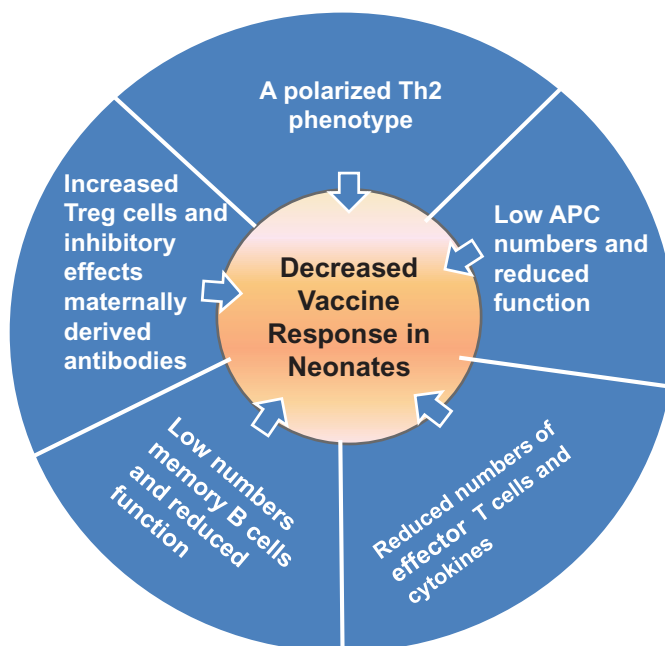 A polarized Th2
phenotype
Low APC
numbers and
reduced
function
Reduced numbers of
effector T cells and
cytokines
Low numbers
memory B cells
and reduced
function
Increased
Treg cells and
inhibitory
effects
maternally
derived
antibodies
Decreased
Vaccine
Response in
Neonates